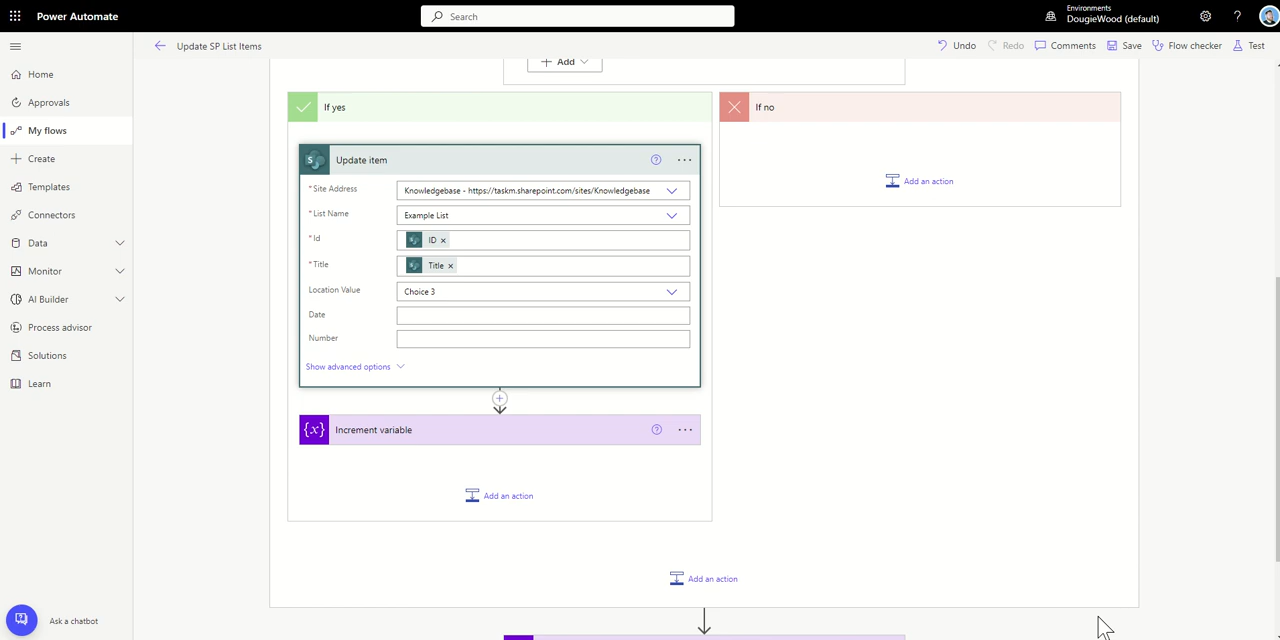 Power Automate
Search
Environments
DougieWood (default)
?
Update SP List Items
Undo
Redo
Comments
Save
Flow checker
Test
Home
Approvals
My flows
Create
Templates
Connectors
Data
Monitor
AI Builder
Process advisor
Solutions
Learn
Ask a chatbot
+ Add
If yes
If no
Add an action
S
Update item
? ...
* Site Address
Knowledgebase - https://taskm.sharepoint.com/sites/Knowledgebase
* List Name
Example List
* Id
ID x
* Title
Title x
Location Value
Choice 3
Date
Number
Show advanced options
{x} Increment variable
? ...
Add an action
Add an action